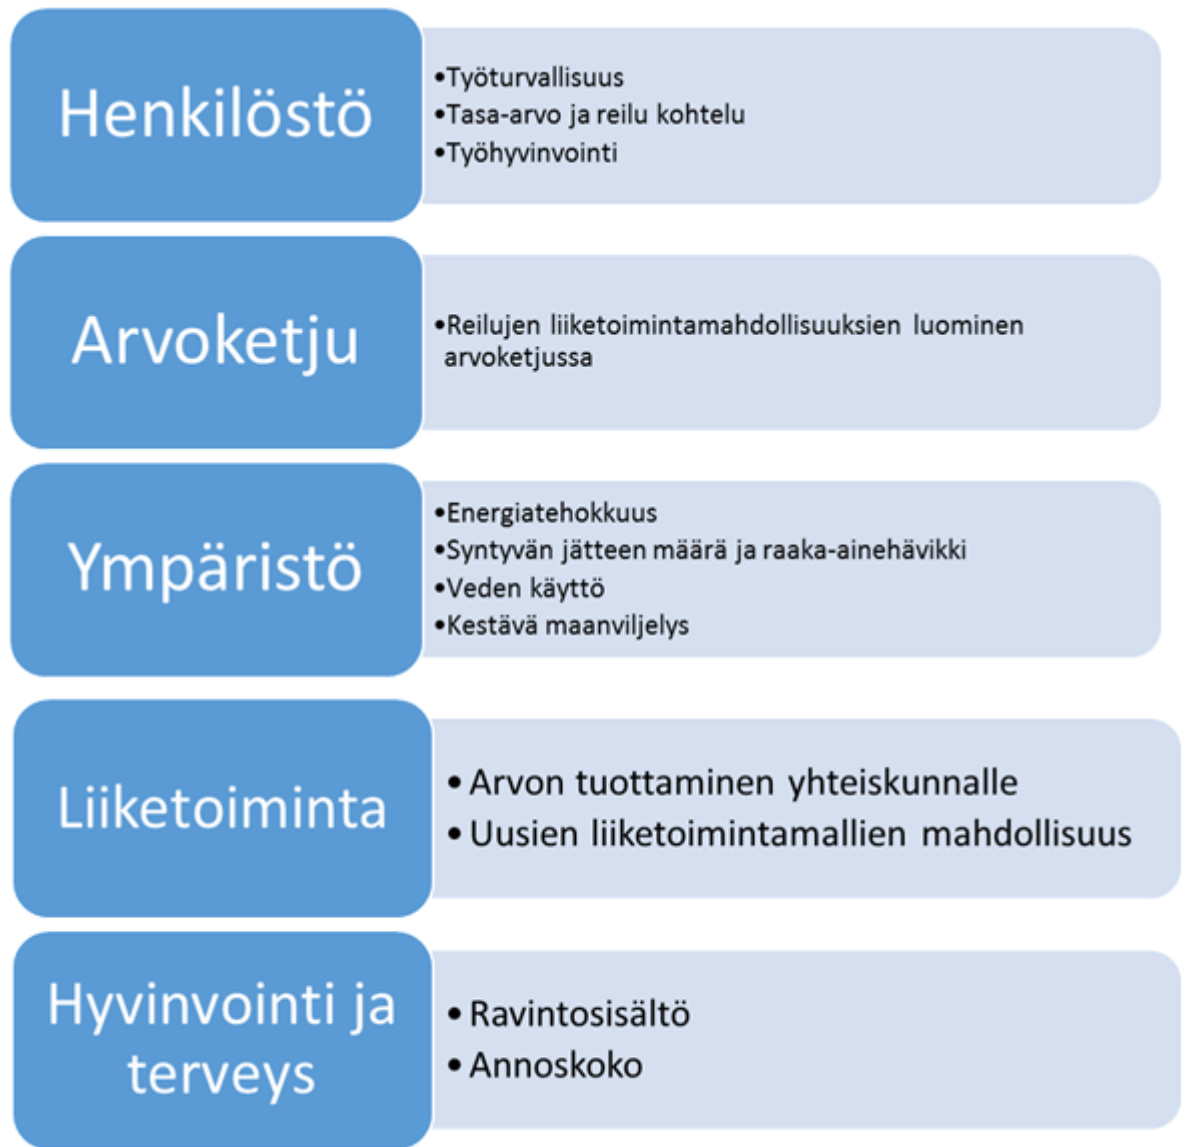 Henkilöstö
•Työturvallisuus
•Tasa-arvo ja reilu kohtelu
•Työhyvinvointi
Arvoketju
•Reilujen liiketoimintamahdollisuuksien luominen
arvoketjussa
Ympäristö
•Energiatehokkuus
•Syntyvän jätteen määrä ja raaka-ainehävikki
•Veden käyttö
•Kestävä maanviljelys
Liiketoiminta
• Arvon tuottaminen yhteiskunnalle
• Uusien liiketoimintamallien mahdollisuus
Hyvinvointi ja
terveys
• Ravintosisältö
• Annoskoko